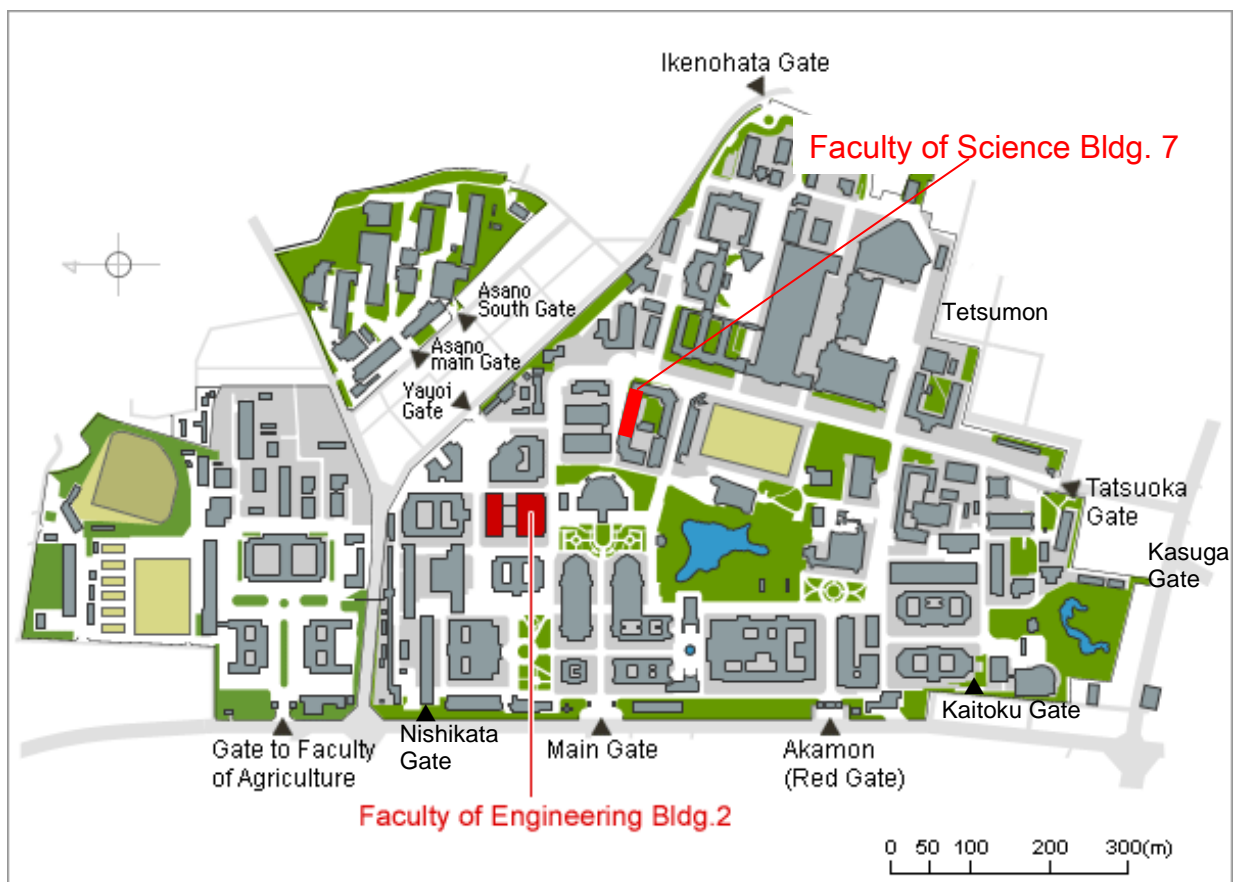 Ikenohata Gate
Faculty of Science Bldg. 7
Asano
South Gate
Tetsumon
Asano
main Gate
Yayoi
Gate
Tatsuoka
Gate
Kasuga
Gate
Kaitoku Gate
Gate to Faculty
of Agriculture
Nishikata
Gate
Main Gate
Akamon
(Red Gate)
Faculty of Engineering Bldg.2
0 50 100 200 300(m)